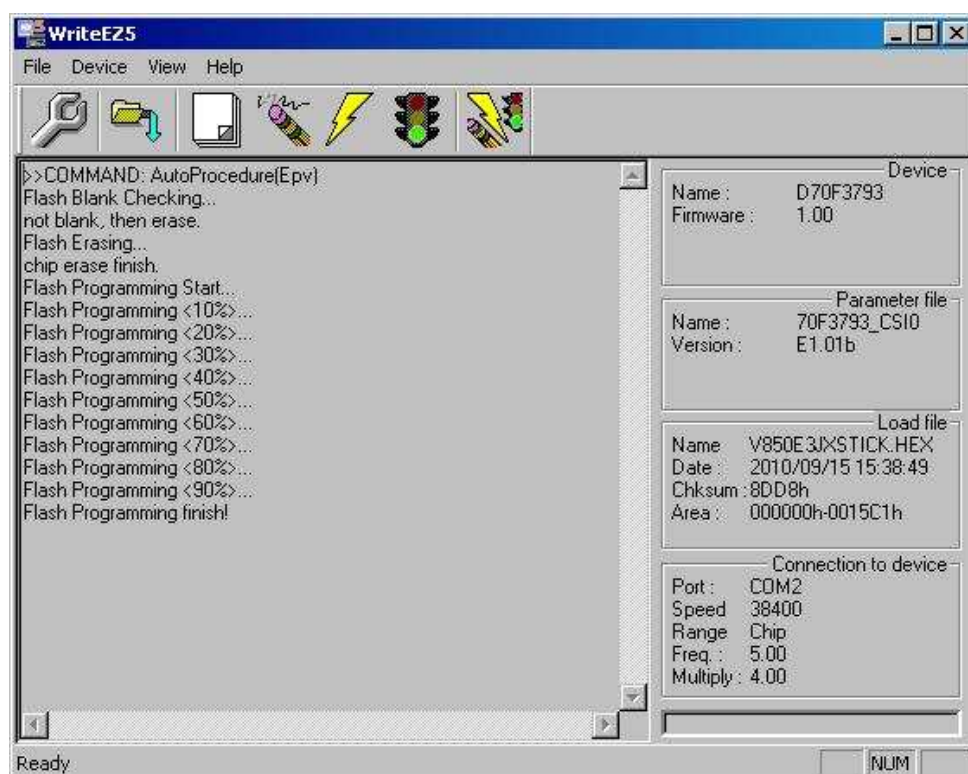 WriteEZ5
File Device View Help
>>COMMAND: AutoProcedure(Epv)
Flash Blank Checking...
not blank, then erase.
Flash Erasing...
chip erase finish.
Flash Programming Start...
Flash Programming <10%>...
Flash Programming <20%>...
Flash Programming <30%>...
Flash Programming <40%>...
Flash Programming <50%>...
Flash Programming <60%>...
Flash Programming <70%>...
Flash Programming <80%>...
Flash Programming <90%>...
Flash Programming finish!
Device
Name : D70F3793
Firmware : 1.00
Parameter file
Name : 70F3793_CSI0
Version : E1.01b
Load file
Name V850E3JXSTICK.HEX
Date : 2010/09/15 15:38:49
Chksum : 8DD8h
Area : 000000h-0015C1h
Connection to device
Port : COM2
Speed 38400
Range Chip
Freq. : 5.00
Multiply : 4.00
Ready
NUM